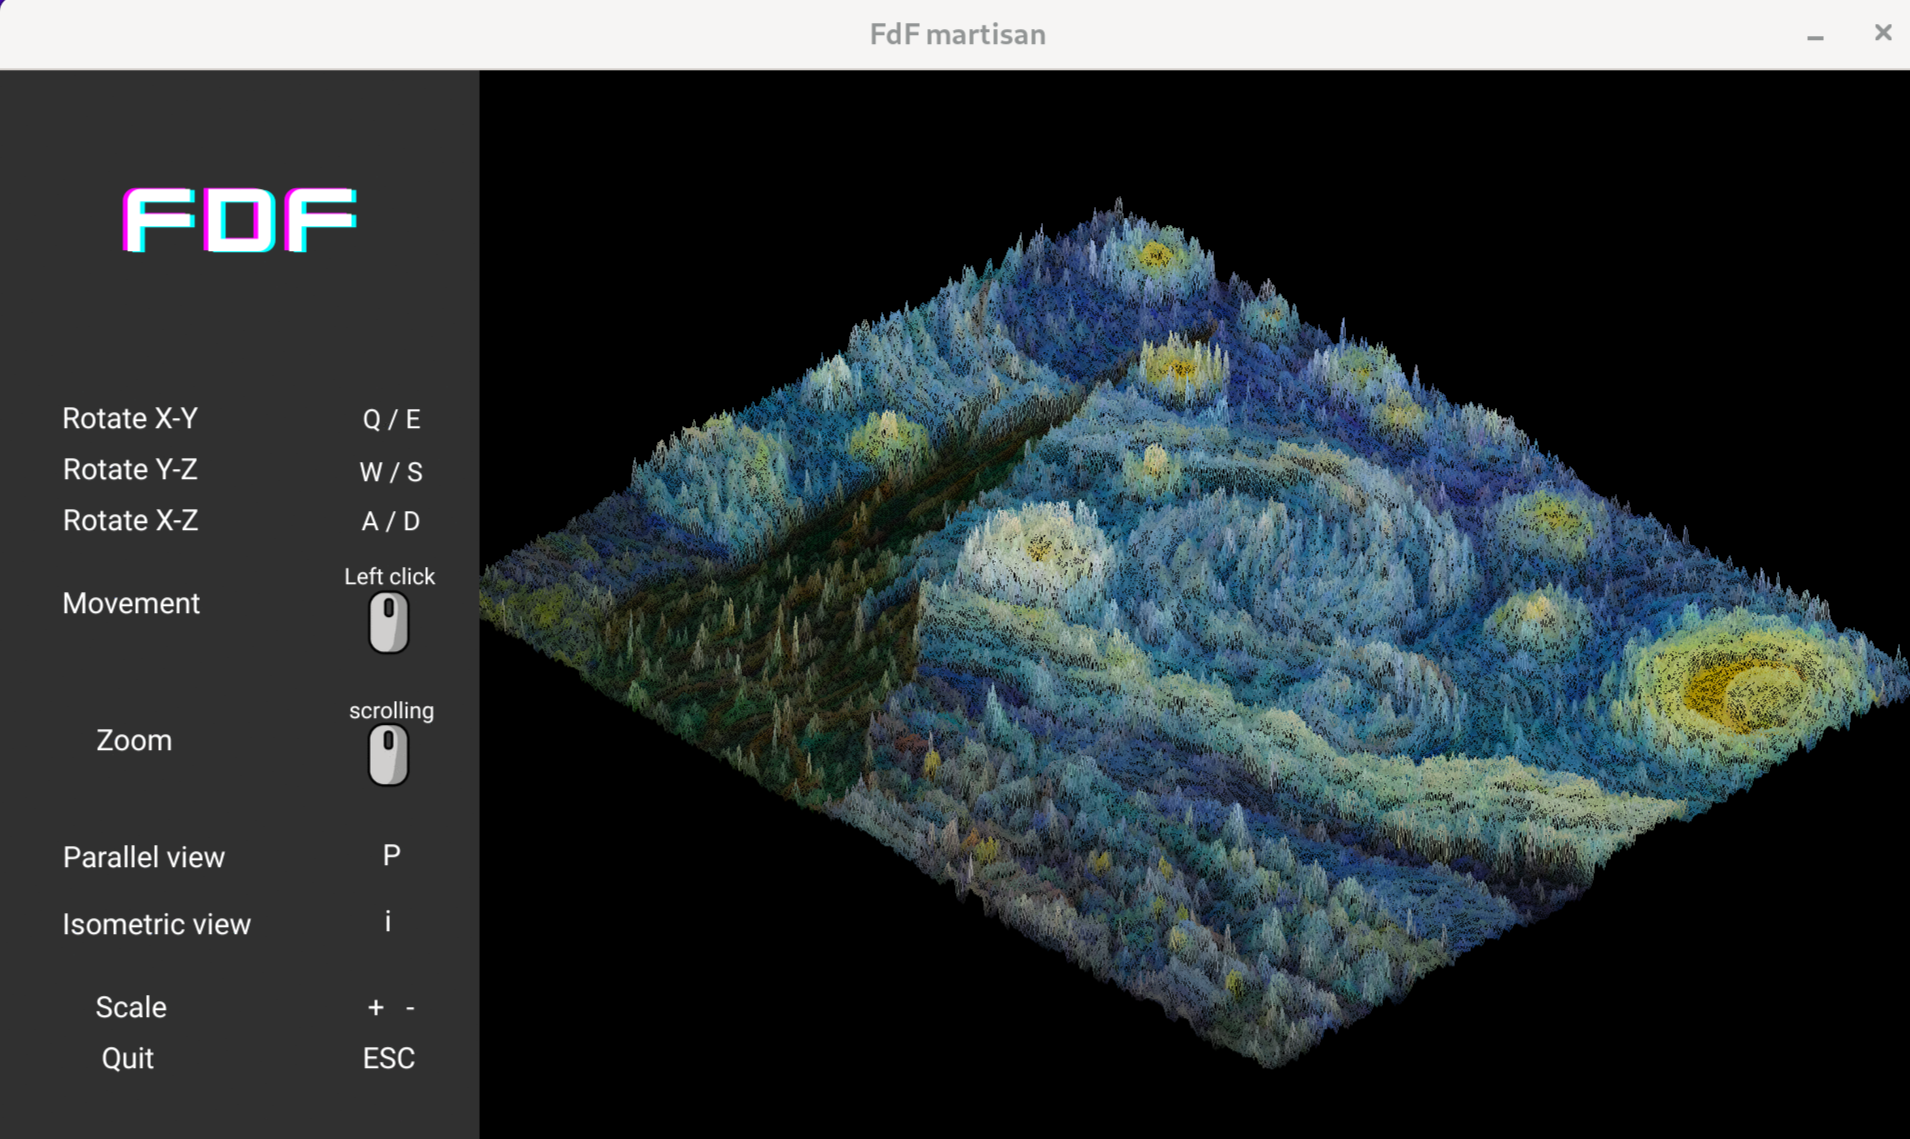 FdF martisan
FDF
Rotate X-Y Q / E
Rotate Y-Z W / S
Rotate X-Z A / D
Left click
Movement
scrolling
Zoom
Parallel view P
Isometric view i
Scale + -
Quit ESC